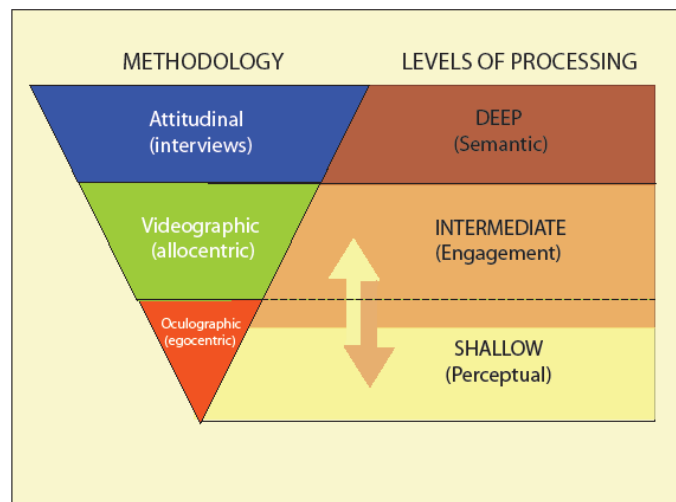 METHODOLOGY
LEVELS OF PROCESSING
Attitudinal
(interviews)
DEEP
(Semantic)
Videographic
(allocentric)
INTERMEDIATE
(Engagement)
Oculographic
(egocentric)
SHALLOW
(Perceptual)